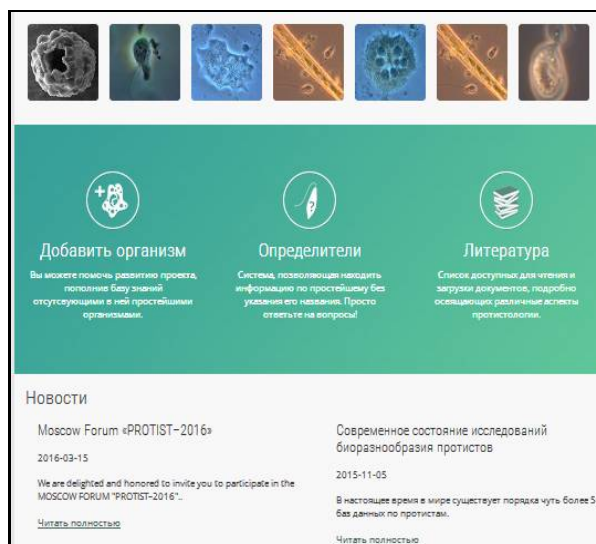 Добавить организм
Вы можете помочь развитию проекта,
пополнив базу знаний
отсутсвующими в ней простейшими
организмами.
Определители
Система, позволяющая находить
информацию по простейшему без
указания его названия. Просто
ответьте на вопросы!
Литература
Список доступных для чтения и
загрузки документов, подробно
освящающих различные аспекты
протистологии.
Новости
Moscow Forum «PROTIST-2016»
2016-03-15
We are delighted and honored to invite you to participate in the
MOSCOW FORUM "PROTIST-2016"..
Читать полностью
Современное состояние исследований
биоразнообразия протистов
2015-11-05
В настоящее время в мире существует порядка чуть более 5
баз данных по протистам.
Читать полностью